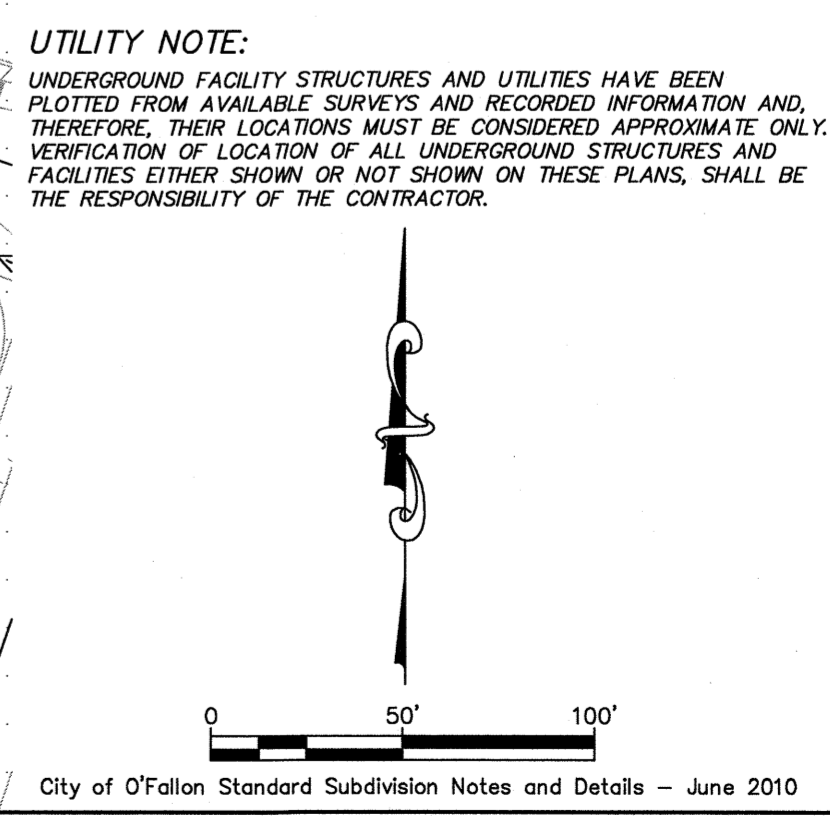 UTILITY NOTE:
UNDERGROUND FACILITY STRUCTURES AND UTILITIES HAVE BEEN
PLOTTED FROM AVAILABLE SURVEYS AND RECORDED INFORMATION AND,
THEREFORE, THEIR LOCATIONS MUST BE CONSIDERED APPROXIMATE ONLY.
VERIFICATION OF LOCATION OF ALL UNDERGROUND STRUCTURES AND
FACILITIES EITHER SHOWN OR NOT SHOWN ON THESE PLANS, SHALL BE
THE RESPONSIBILITY OF THE CONTRACTOR.
0 50' 100'
City of O'Fallon Standard Subdivision Notes and Details – June 2010